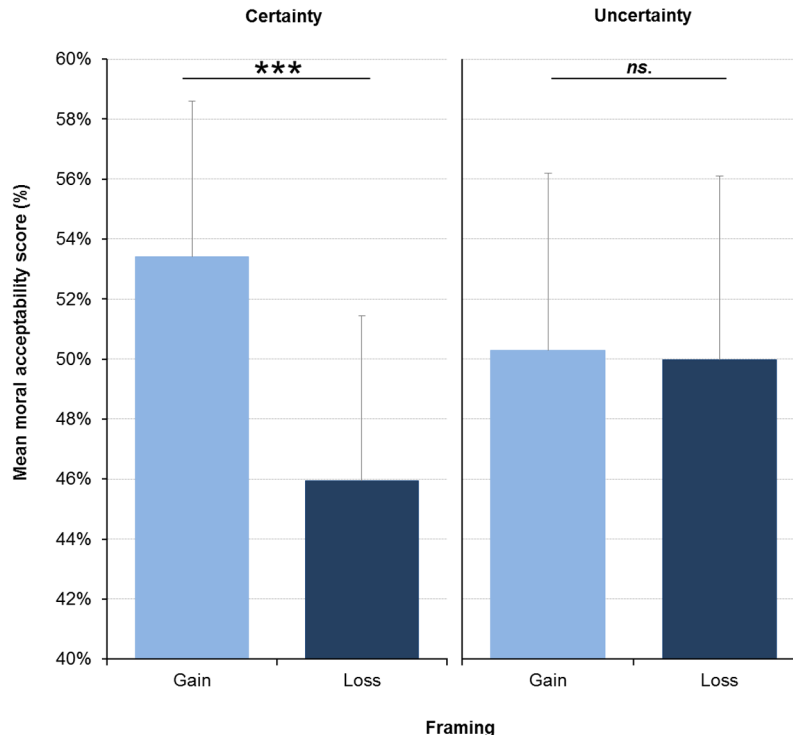 Certainty
Uncertainty
Mean moral acceptability score (%)
60%
58%
56%
54%
52%
50%
48%
46%
44%
42%
40%
***
ns.
Gain
Loss
Gain
Loss
Framing